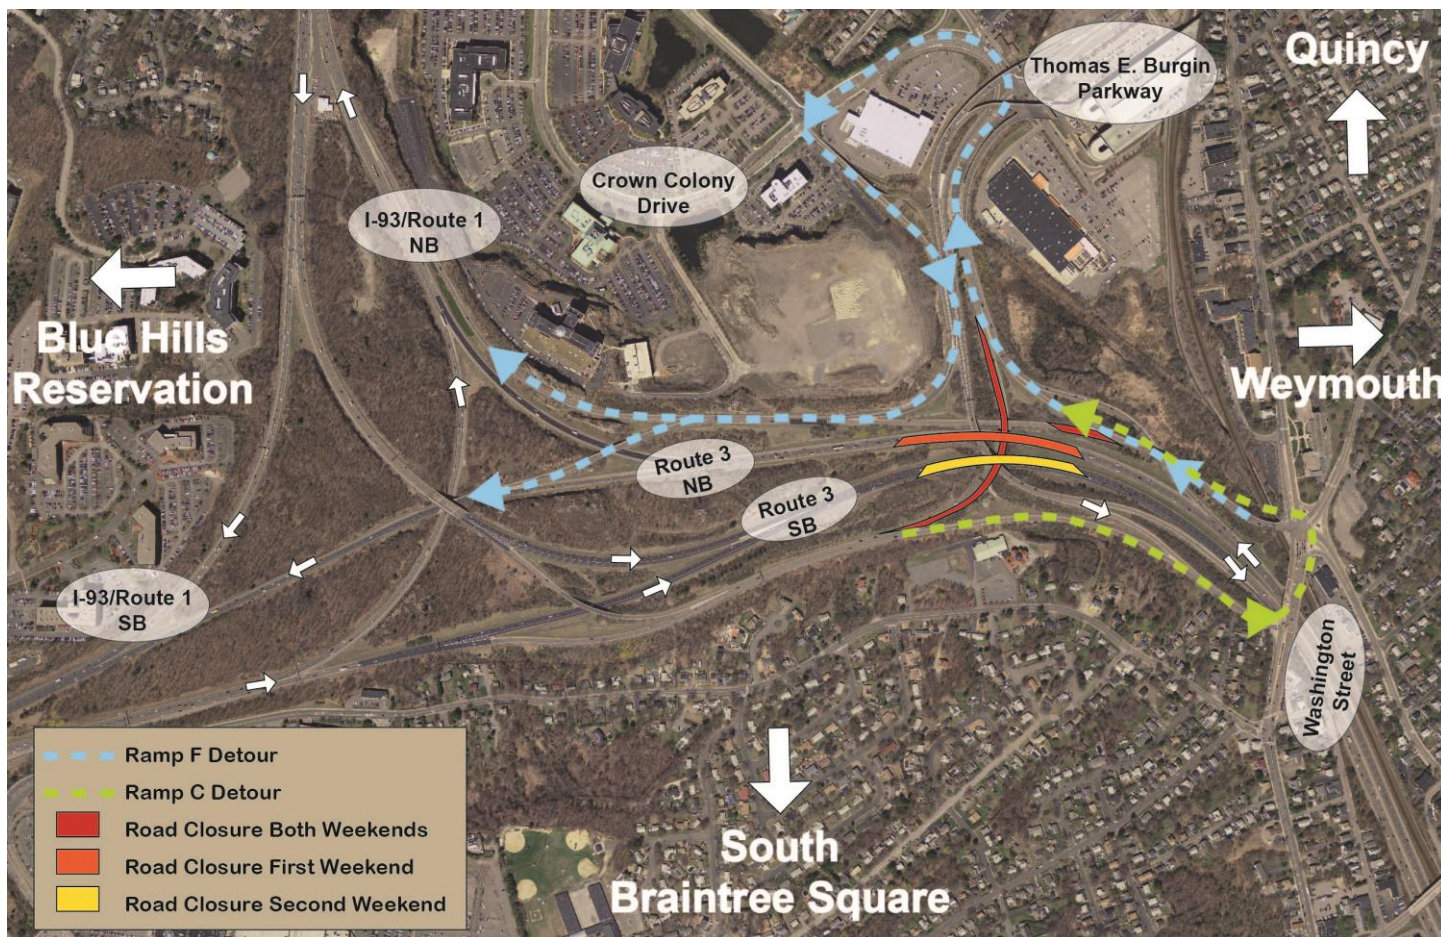 Quincy
Thomas E. Burgin
Parkway
Crown Colony
Drive
I-93/Route 1
NB
Blue Hills
Reservation
Weymouth
Route 3
NB
Route 3
SB
I-93/Route 1
SB
Washington
Street
Ramp F Detour
Ramp C Detour
Road Closure Both Weekends
Road Closure First Weekend
Road Closure Second Weekend
South
Braintree Square